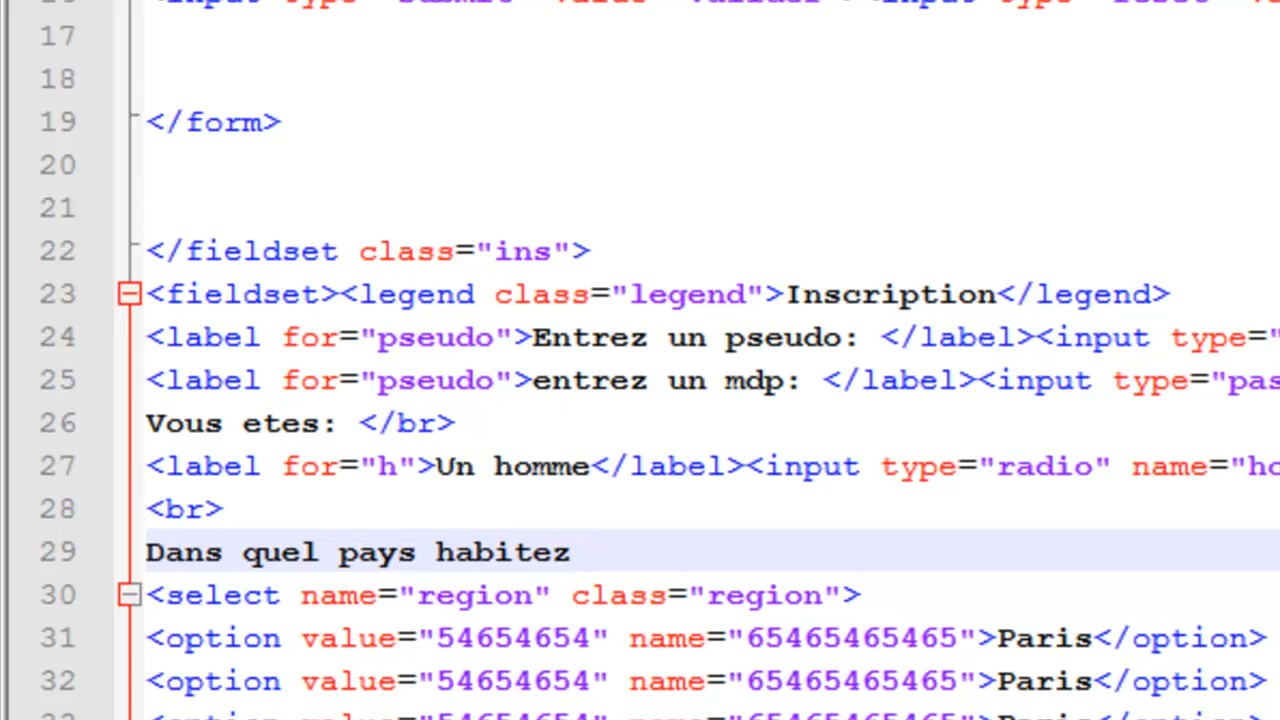 17
18
19 </form>
20
21
22 </fieldset class="ins">
23 <fieldset><legend class="legend">Inscription</legend>
24 <label for="pseudo">Entrez un pseudo: </label><input type="
25 <label for="pseudo">entrez un mdp: </label><input type="pas
26 Vous etes: </br>
27 <label for="h">Un homme</label><input type="radio" name="ho
28 <br>
29 Dans quel pays habitez
30 <select name="region" class="region">
31 <option value="54654654" name="65465465465">Paris</option>
32 <option value="54654654" name="65465465465">Paris</option>